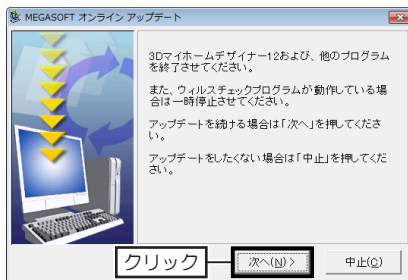 MEGASOFT オンライン アップデート
3Dマイホームデザイナー12および、他のプログラム
を終了させてください。
また、ウィルスチェックプログラムが動作している場
合は一時停止させてください。
アップデートを続ける場合は「次へ」を押してくださ
い。
アップデートをしたくない場合は「中止」を押してくだ
さい。
クリック
次へ(N) >
中止(C)